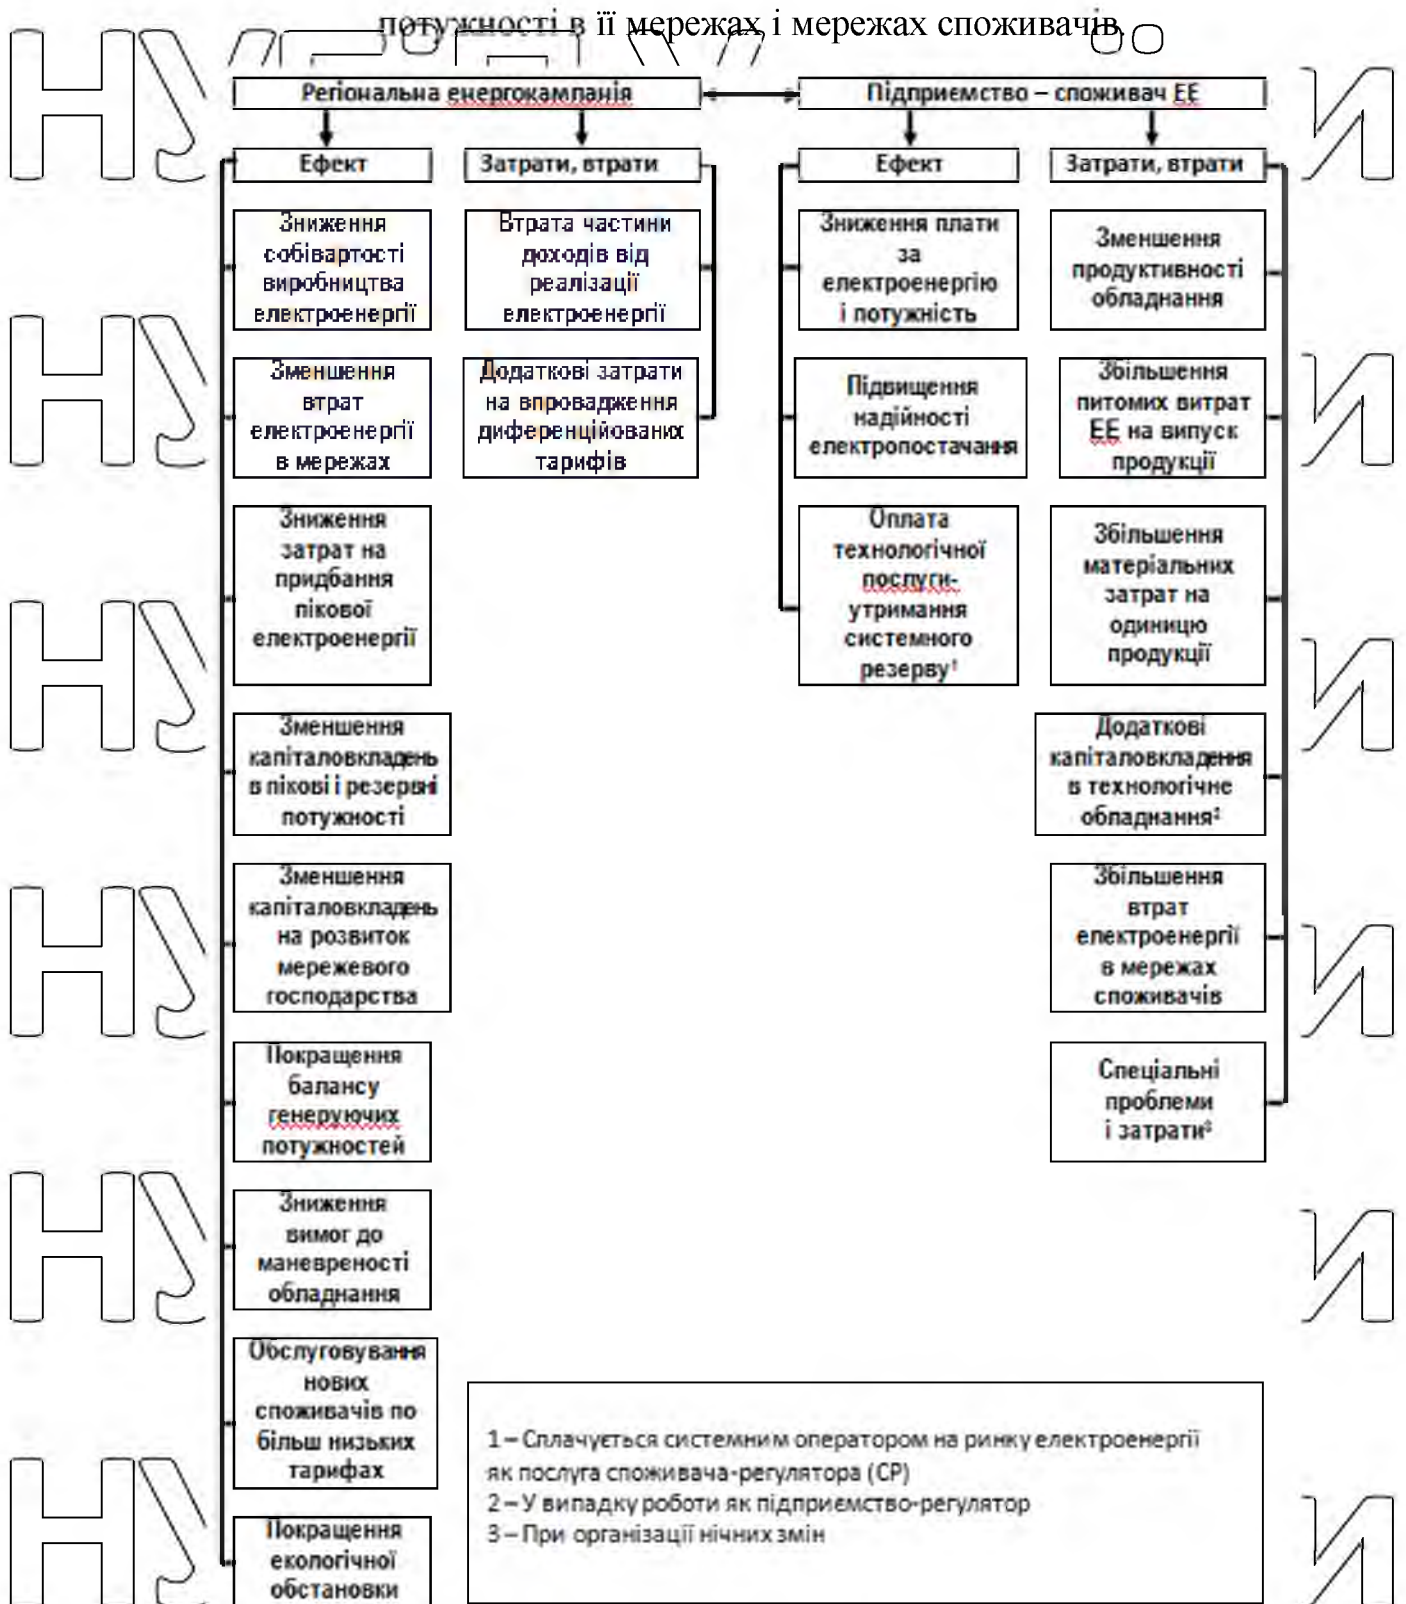 потужності в її мережах і мережах споживачів.
Регіональна енергокампанія
Підприємство – споживач ЕЕ
Ефект
Затрати, втрати
Ефект
Затрати, втрати
Зниження
собівартості
виробництва
електроенергії
Зменшення
втрат
електроенергії
в мережах
Зниження
затрат на
придбання
пікової
електроенергії
Зменшення
капіталовкладень
в пікові і резервні
потужності
Зменшення
капіталовкладень
на розвиток
мережевого
господарства
Покращення
балансу
генеруючих
потужностей
Зниження
вимог до
маневреності
обладнання
Обслуговування
нових
споживачів по
більш низьких
тарифах
Покращення
екологічної
обстановки
Втрата частини
доходів від
реалізації
електроенергії
Додаткові затрати
на впровадження
диференційованих
тарифів
Зниження плати
за
електроенергію
і потужність
Підвищення
надійності
електропостачання
Оплата
технологічної
послуги-
утримання
системного
резерву¹
Зменшення
продуктивності
обладнання
Збільшення
питомих витрат
ЕЕ на випуск
продукції
Збільшення
матеріальних
затрат на
одиницю
продукції
Додаткові
капіталовкладення
в технологічне
обладнання²
Збільшення
втрат
електроенергії
в мережах
споживачів
Спеціальні
проблеми
і затрати³
1 – Сплачується системним оператором на ринку електроенергії
як послуга споживача-регулятора (СР)
2 – У випадку роботи як підприємство-регулятор
3 – При організації нічних змін